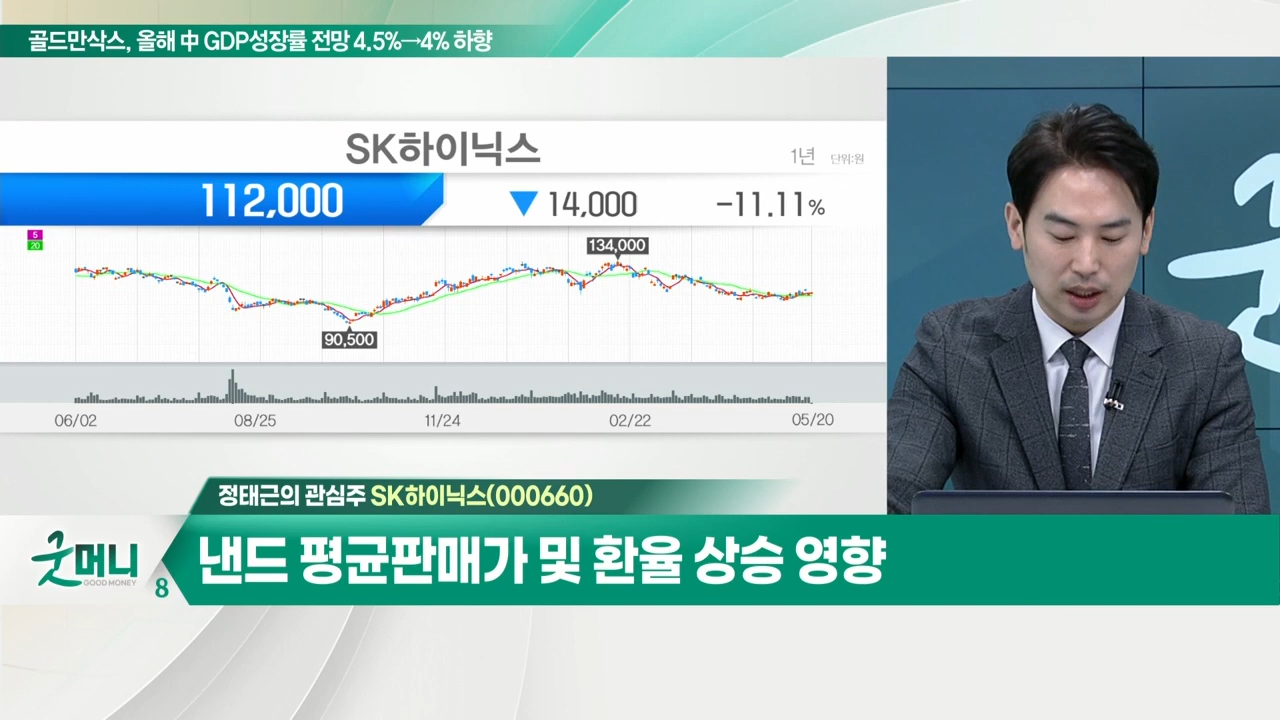 골드만삭스, 올해 中 GDP성장률 전망 4.5%→4% 하향
SK하이닉스
1년 단위:원
112,000 ▼ 14,000 -11.11%
5
20
134,000
90,500
06/02 08/25 11/24 02/22 05/20
정태근의 관심주 SK하이닉스(000660)
굿머니
GOOD MONEY
8
낸드 평균판매가 및 환율 상승 영향
굿